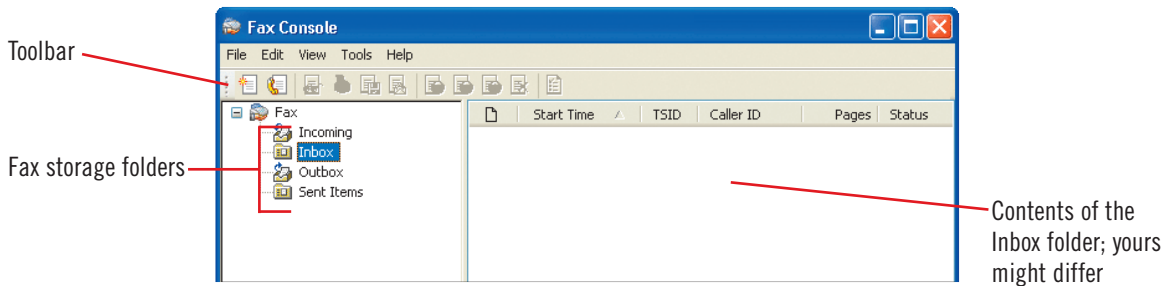 Fax Console
File Edit View Tools Help
Toolbar
Fax
Incoming
Inbox
Outbox
Sent Items
Fax storage folders
Start Time TSID Caller ID Pages Status
Contents of the
Inbox folder; yours
might differ